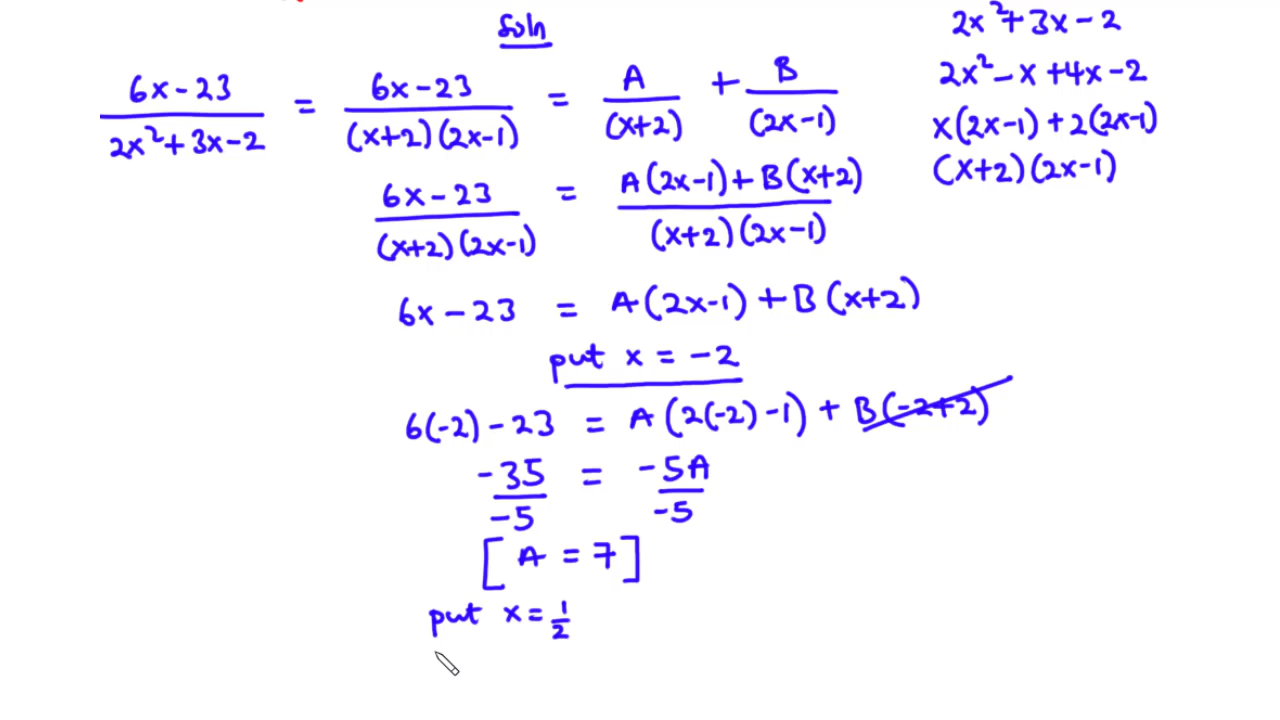 Soln
6x-23/2x²+3x-2 = 6x-23/(x+2)(2x-1) = A/(x+2) + B/(2x-1)
6x-23/(x+2)(2x-1) = A(2x-1)+B(x+2)/(x+2)(2x-1)
6x-23 = A(2x-1)+B(x+2)
put x = -2
6(-2)-23 = A(2(-2)-1)+B(-2+2)
-35/-5 = -5A/-5
[A = 7]
put x = 1/2
2x²+3x-2
2x²-x+4x-2
x(2x-1)+2(2x-1)
(x+2)(2x-1)